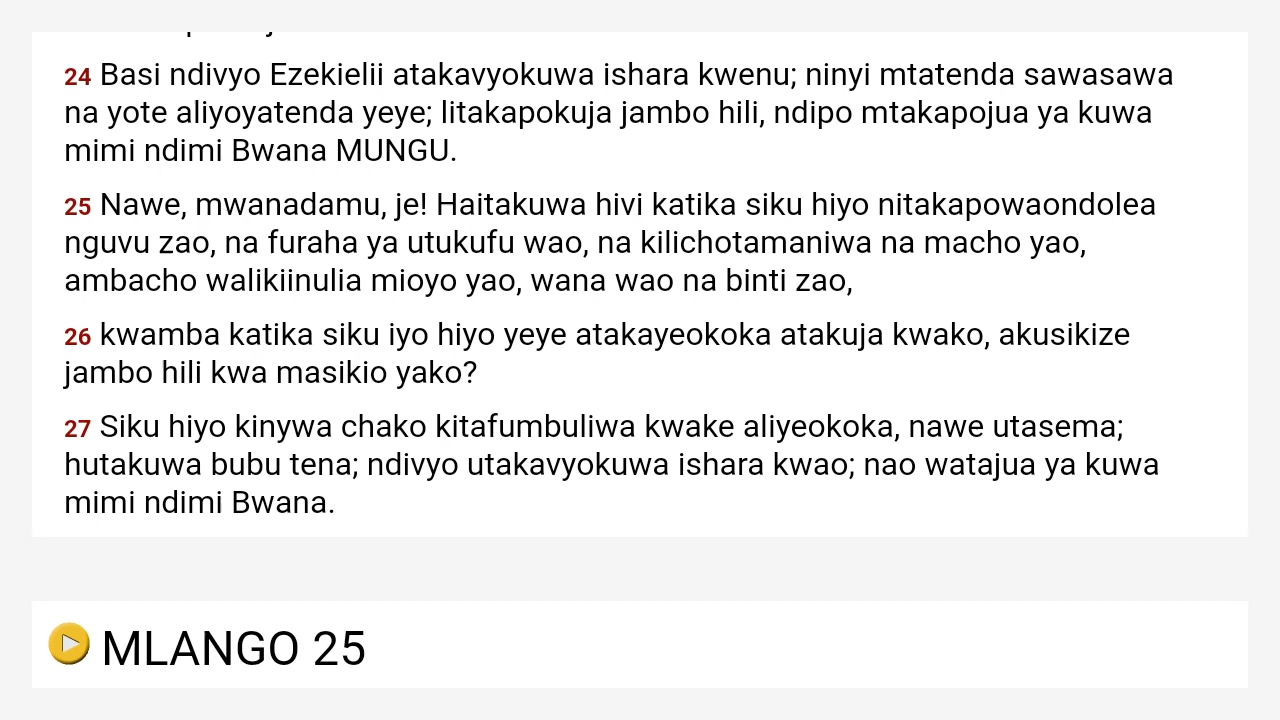 24 Basi ndivyo Ezekielii atakavyokuwa ishara kwenu; ninyi mtatenda sawasawa
na yote aliyoyatenda yeye; litakapokuja jambo hili, ndipo mtakapojua ya kuwa
mimi ndimi Bwana MUNGU.
25 Nawe, mwanadamu, je! Haitakuwa hivi katika siku hiyo nitakapowaondolea
nguvu zao, na furaha ya utukufu wao, na kilichotamaniwa na macho yao,
ambacho walikiinulia mioyo yao, wana wao na binti zao,
26 kwamba katika siku iyo hiyo yeye atakayeokoka atakuja kwako, akusikize
jambo hili kwa masikio yako?
27 Siku hiyo kinywa chako kitafumbuliwa kwake aliyeokoka, nawe utasema;
hutakuwa bubu tena; ndivyo utakavyokuwa ishara kwao; nao watajua ya kuwa
mimi ndimi Bwana.
MLANGO 25